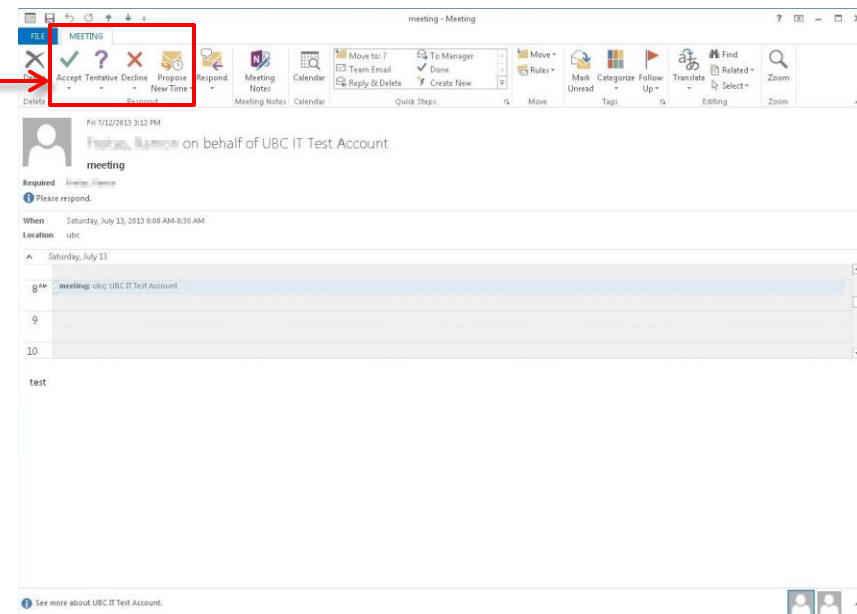 meeting - Meeting
FILE MEETING
Accept Tentative Decline Propose New Time Respond Meeting Notes Calendar
Move to: ? To Manager
Team Email Done
Reply & Delete Create New
Move
Rules
Mark Unread Categorize Follow Up Translate
Find
Related
Select
Zoom
Delete Respond Meeting Notes Calendar Quick Steps Move Tags Editing Zoom
Fri 7/12/2013 3:12 PM
on behalf of UBC IT Test Account
meeting
Required
Please respond.
When Saturday, July 13, 2013 8:00 AM-8:30 AM
Location ubc
Saturday, July 13
8 AM meeting; ubc; UBC IT Test Account
9
10
test
See more about UBC IT Test Account.